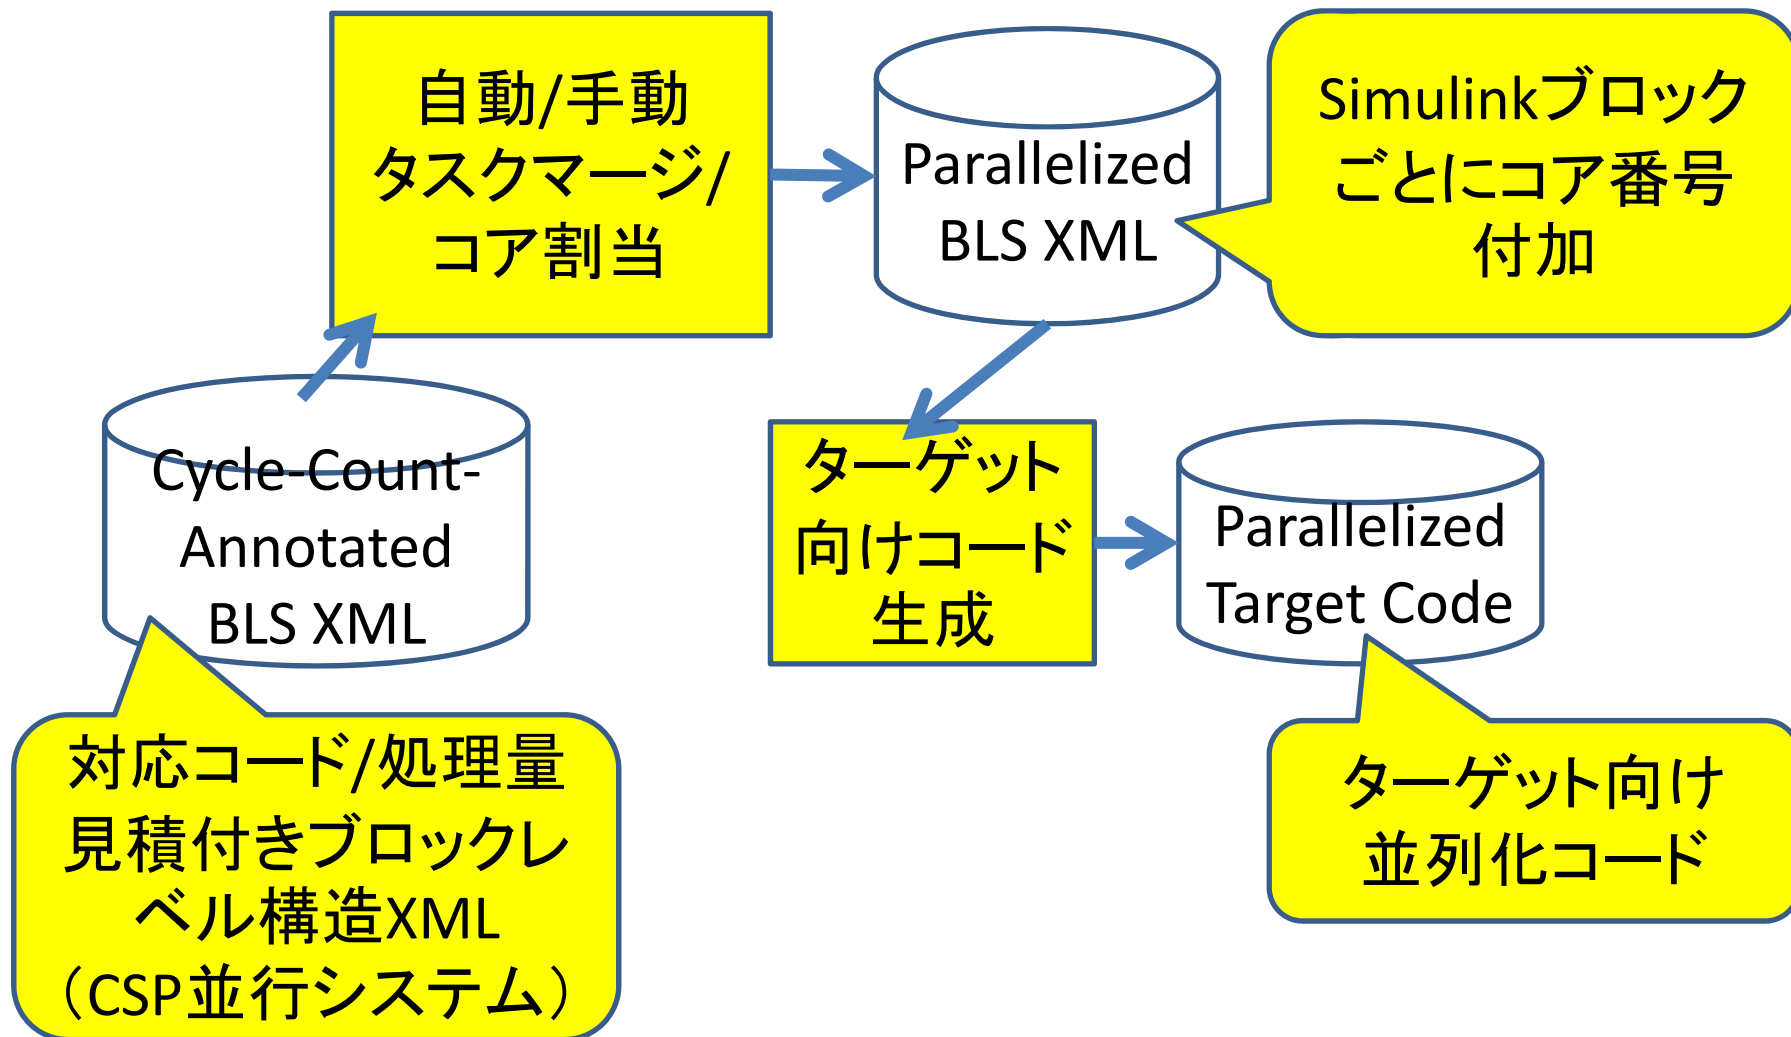 自動/手動
タスクマージ/
コア割当
Parallelized
BLS XML
Simulinkブロック
ごとにコア番号
付加
Cycle-Count-
Annotated
BLS XML
ターゲット
向けコード
生成
Parallelized
Target Code
対応コード/処理量
見積付きブロックレ
ベル構造XML
（CSP並行システム）
ターゲット向け
並列化コード